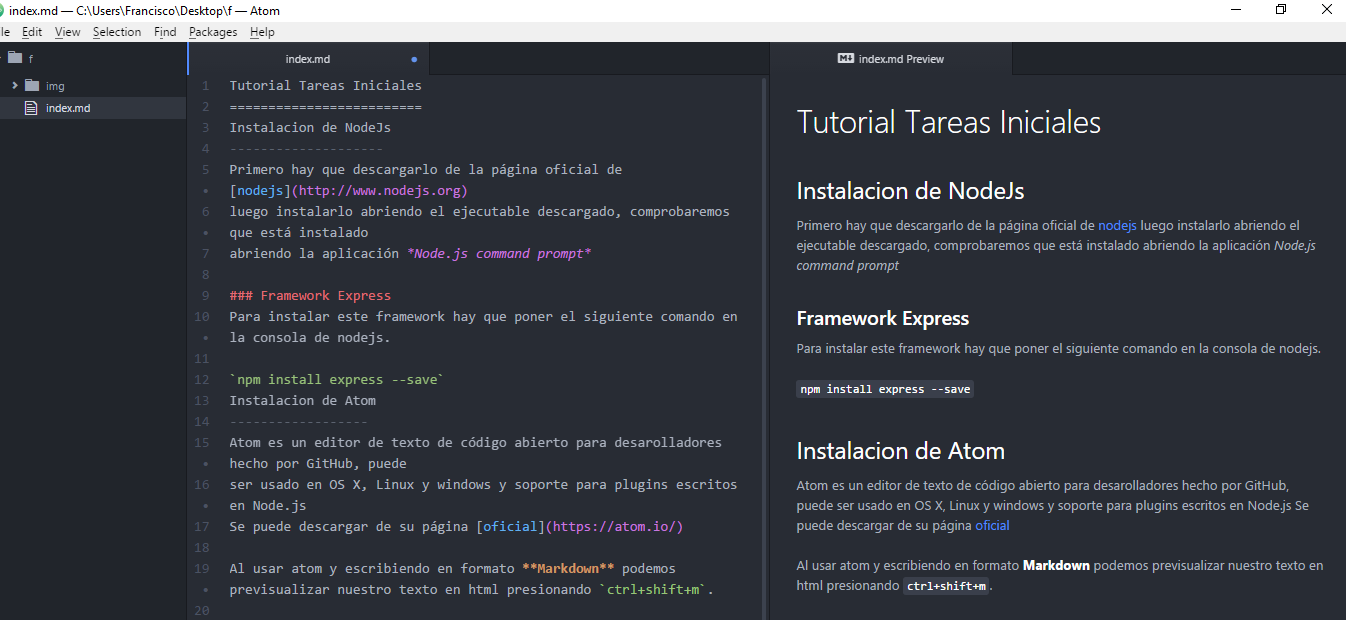 index.md — C:\Users\Francisco\Desktop\f — Atom
le Edit View Selection Find Packages Help
f
img
index.md
index.md
1 Tutorial Tareas Iniciales
2 =========================
3 Instalacion de NodeJs
4 --------------------
5 Primero hay que descargarlo de la página oficial de
• [nodejs](http://www.nodejs.org)
6 luego instalarlo abriendo el ejecutable descargado, comprobaremos
• que está instalado
7 abriendo la aplicación *Node.js command prompt*
8
9 ### Framework Express
10 Para instalar este framework hay que poner el siguiente comando en
• la consola de nodejs.
11
12 `npm install express --save`
13 Instalacion de Atom
14 ------------------
15 Atom es un editor de texto de código abierto para desarolladores
• hecho por GitHub, puede
16 ser usado en OS X, Linux y windows y soporte para plugins escritos
• en Node.js
17 Se puede descargar de su página [oficial](https://atom.io/)
18
19 Al usar atom y escribiendo en formato **Markdown** podemos
• previsualizar nuestro texto en html presionando `ctrl+shift+m`.
20
index.md Preview
Tutorial Tareas Iniciales
Instalacion de NodeJs
Primero hay que descargarlo de la página oficial de nodejs luego instalarlo abriendo el
ejecutable descargado, comprobaremos que está instalado abriendo la aplicación Node.js
command prompt
Framework Express
Para instalar este framework hay que poner el siguiente comando en la consola de nodejs.
npm install express --save
Instalacion de Atom
Atom es un editor de texto de código abierto para desarolladores hecho por GitHub,
puede ser usado en OS X, Linux y windows y soporte para plugins escritos en Node.js Se
puede descargar de su página oficial
Al usar atom y escribiendo en formato Markdown podemos previsualizar nuestro texto en
html presionando ctrl+shift+m.